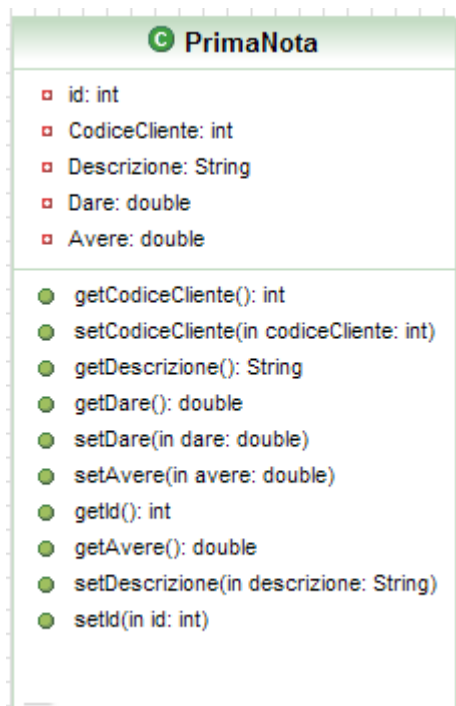 C PrimaNota
id: int
CodiceCliente: int
Descrizione: String
Dare: double
Avere: double
getCodiceCliente(): int
setCodiceCliente(in codiceCliente: int)
getDescrizione(): String
getDare(): double
setDare(in dare: double)
setAvere(in avere: double)
getId(): int
getAvere(): double
setDescrizione(in descrizione: String)
setId(in id: int)